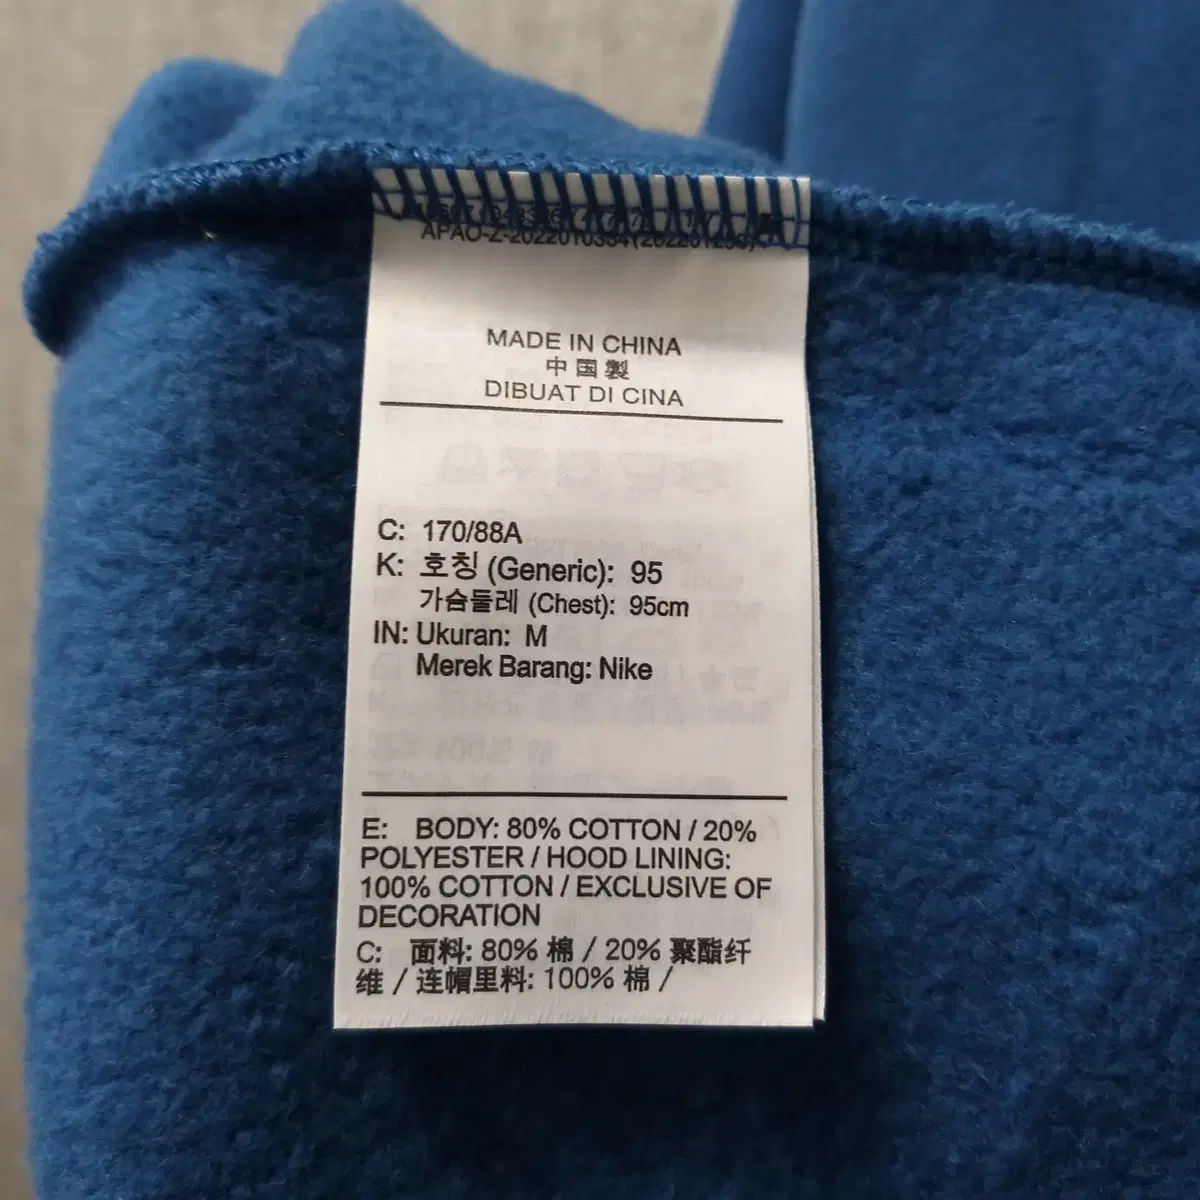 MADE IN CHINA
中国製
DIBUAT DI CINA
C: 170/88A
K: 호칭 (Generic): 95
가슴둘레 (Chest): 95cm
IN: Ukuran: M
Merek Barang: Nike
E: BODY: 80% COTTON / 20%
POLYESTER / HOOD LINING:
100% COTTON / EXCLUSIVE OF
DECORATION
C: 面料: 80% 棉 / 20% 聚酯纤
维 / 连帽里料: 100% 棉 /